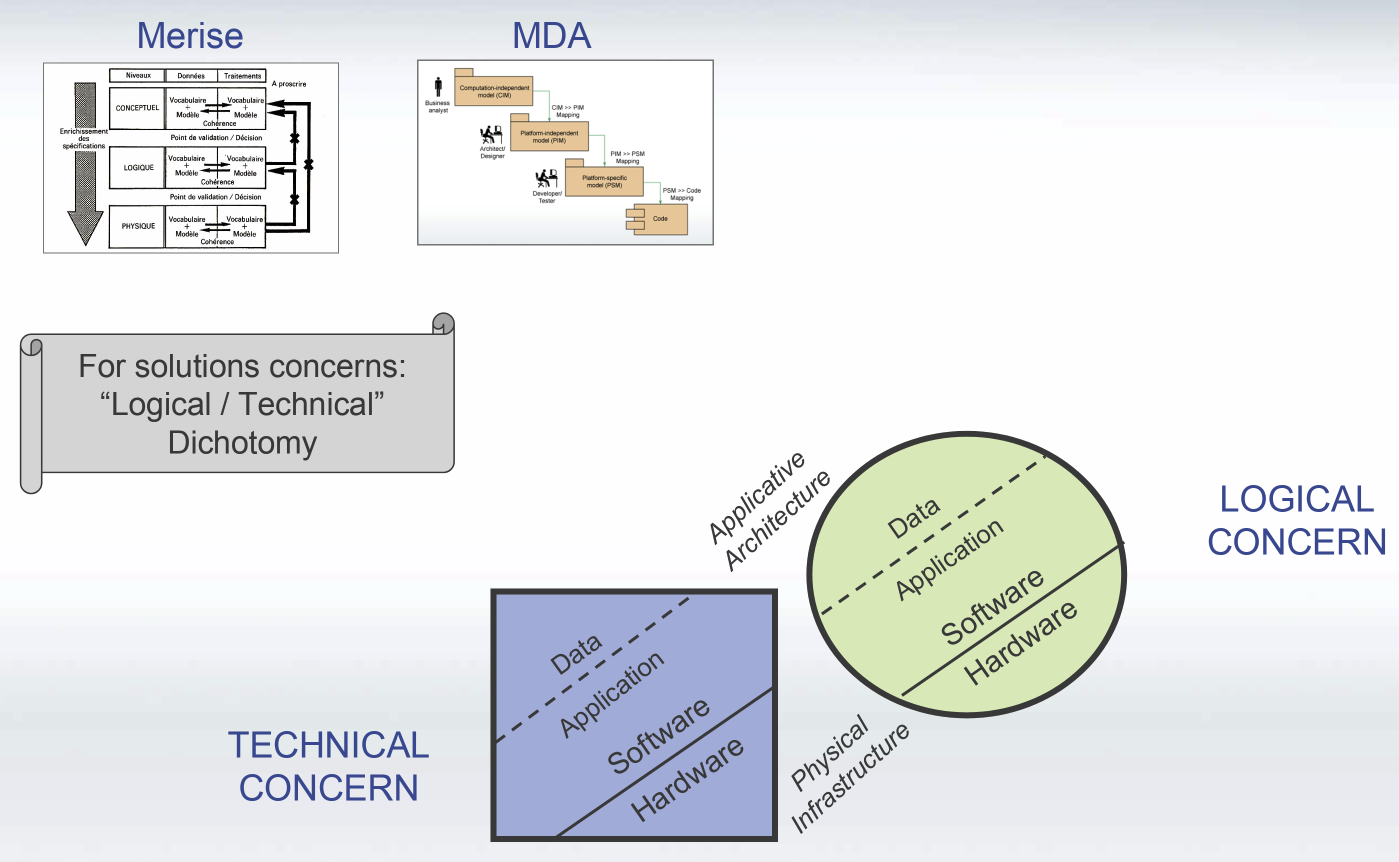 Merise
MDA
Niveaux
Données
Traitements
A proscrire
Enrichissement
des
spécifications
CONCEPTUEL
Vocabulaire
+
Modèle
Vocabulaire
+
Modèle
Cohérence
Point de validation / Décision
LOGIQUE
Vocabulaire
+
Modèle
Vocabulaire
+
Modèle
Cohérence
Point de validation / Décision
PHYSIQUE
Vocabulaire
+
Modèle
Vocabulaire
+
Modèle
Cohérence
Business
analyst
Computation-independent
model (CIM)
CIM >> PIM
Mapping
Architect/
Designer
Platform-independent
model (PIM)
PIM >> PSM
Mapping
Developer/
Tester
Platform-specific
model (PSM)
PSM >> Code
Mapping
Code
For solutions concerns:
“Logical / Technical”
Dichotomy
Applicative
Architecture
Data
Application
Software
Hardware
LOGICAL
CONCERN
TECHNICAL
CONCERN
Data
Application
Software
Hardware
Physical
Infrastructure